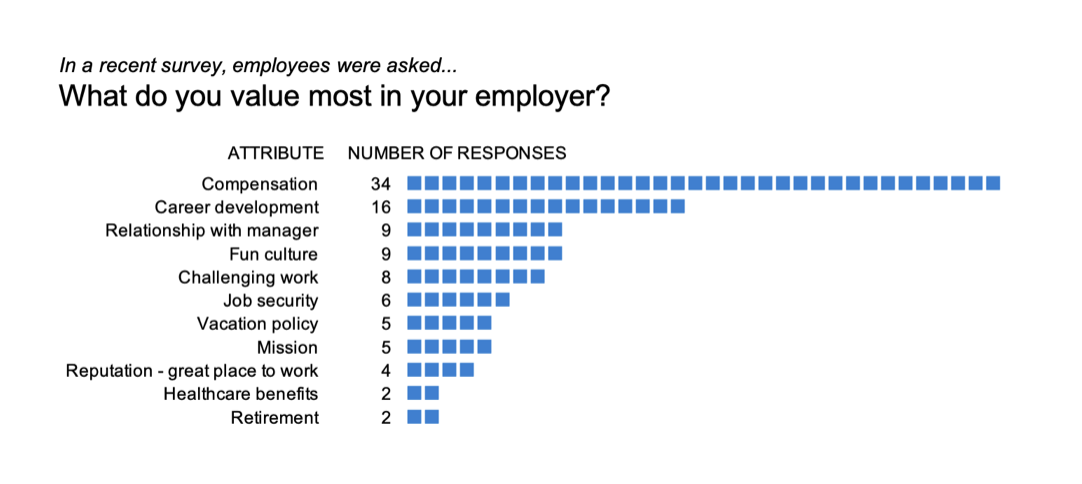 In a recent survey, employees were asked...
What do you value most in your employer?
ATTRIBUTE NUMBER OF RESPONSES
Compensation 34
Career development 16
Relationship with manager 9
Fun culture 9
Challenging work 8
Job security 6
Vacation policy 5
Mission 5
Reputation - great place to work 4
Healthcare benefits 2
Retirement 2